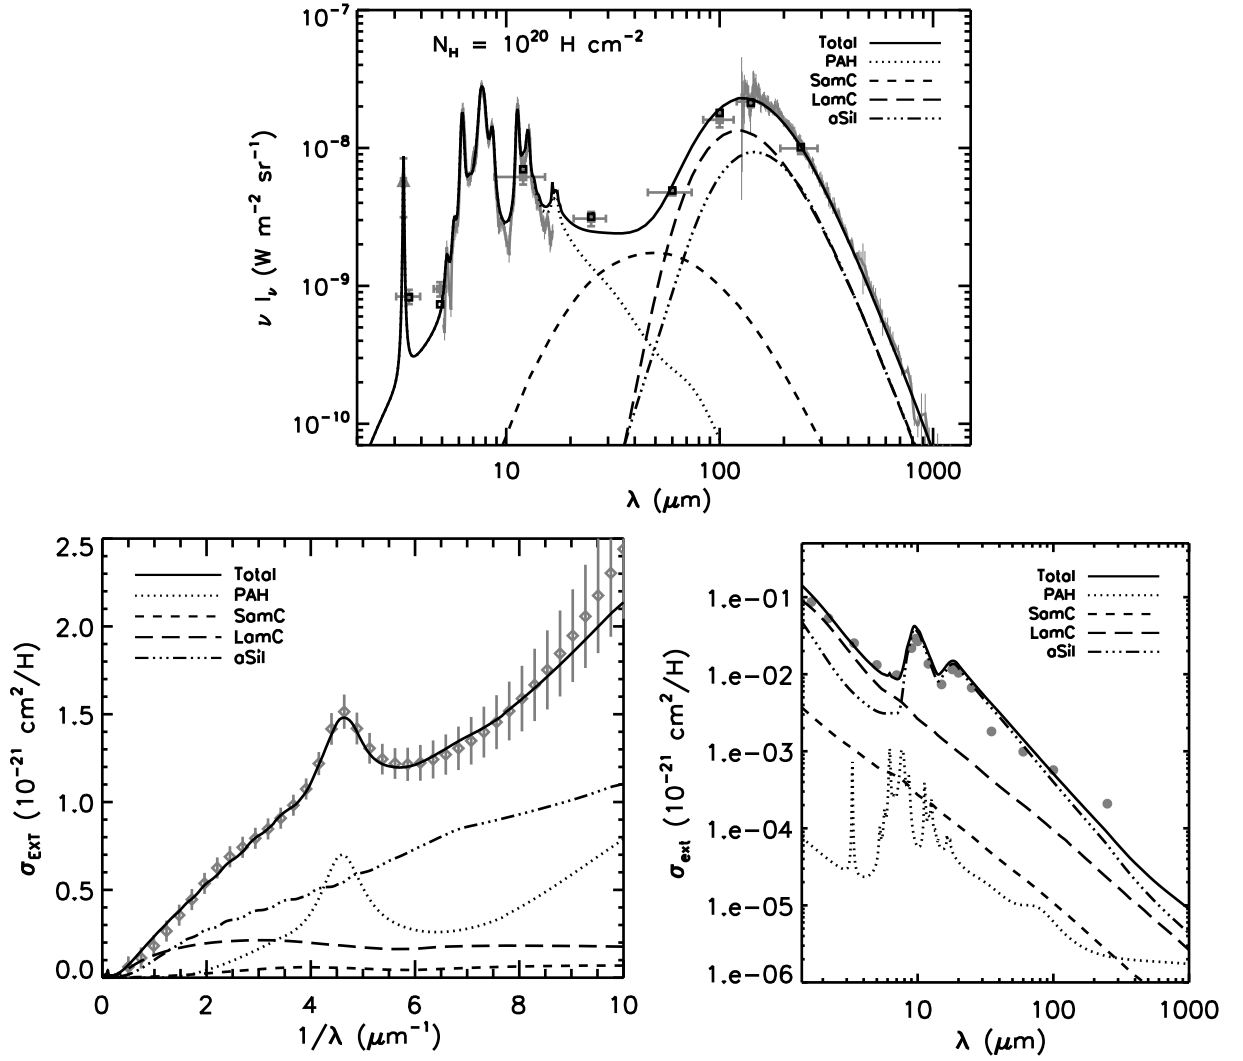 10⁻⁷
N_H = 10²⁰ H cm⁻²
Total
PAH
SamC
LamC
aSil
10⁻⁸
10⁻⁹
10⁻¹⁰
ν I_ν (W m⁻² sr⁻¹)
10 100 1000
λ (μm)
2.5
2.0
1.5
1.0
0.5
0.0
Total
PAH
SamC
LamC
aSil
σ_EXT (10⁻²¹ cm²/H)
0 2 4 6 8 10
1/λ (μm⁻¹)
1.e-01
1.e-02
1.e-03
1.e-04
1.e-05
1.e-06
Total
PAH
SamC
LamC
aSil
σ_ext (10⁻²¹ cm²/H)
10 100 1000
λ (μm)